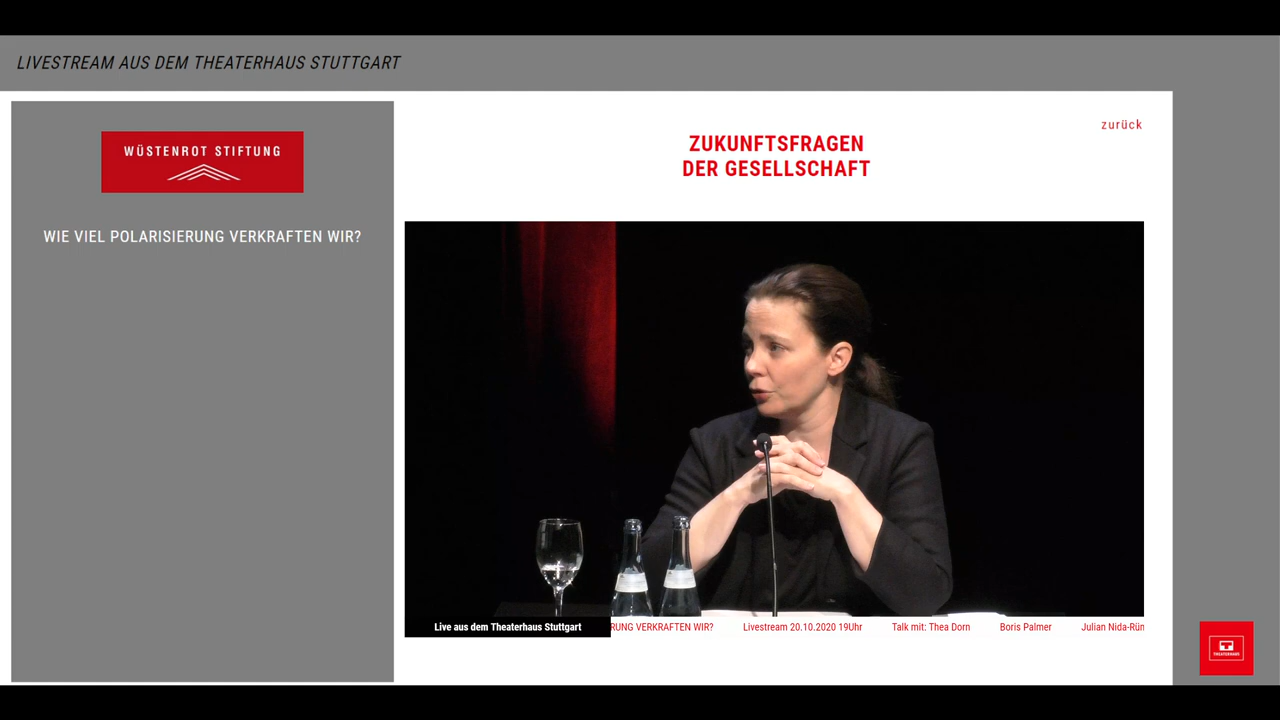 LIVESTREAM AUS DEM THEATERHAUS STUTTGART
WÜSTENROT STIFTUNG
WIE VIEL POLARISIERUNG VERKRAFTEN WIR?
zurück
ZUKUNFTSFRAGEN
DER GESELLSCHAFT
Live aus dem Theaterhaus Stuttgart
RUNG VERKRAFTEN WIR? Livestream 20.10.2020 19Uhr Talk mit: Thea Dorn Boris Palmer Julian Nida-Rün
THEATERHAUS